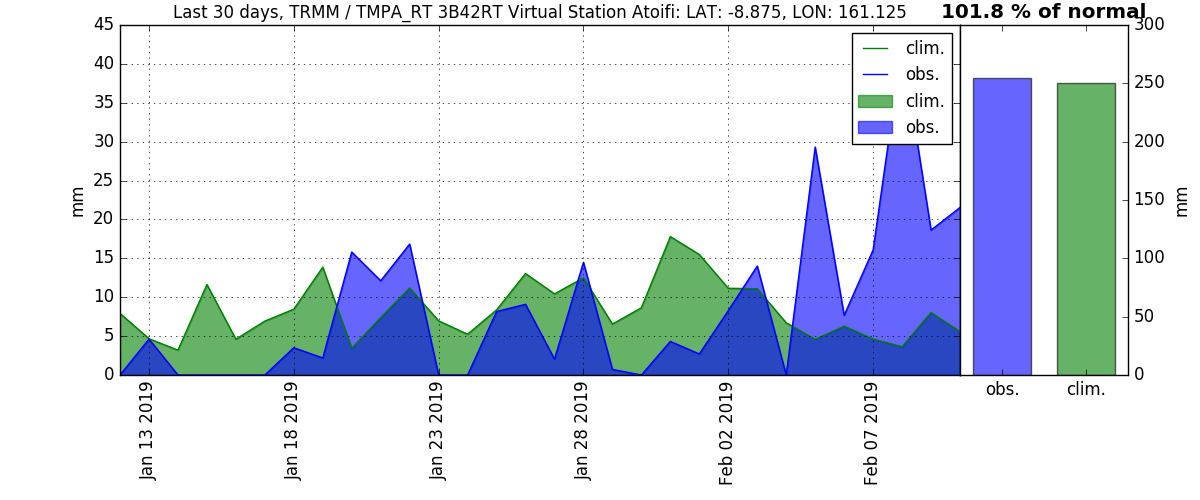 Last 30 days, TRMM / TMPA_RT 3B42RT Virtual Station Atoifi: LAT: -8.875, LON: 161.125
101.8 % of normal
45
40
35
30
25
20
15
10
5
0
mm
clim.
obs.
clim.
obs.
300
250
200
150
100
50
0
mm
Jan 13 2019
Jan 18 2019
Jan 23 2019
Jan 28 2019
Feb 02 2019
Feb 07 2019
obs.
clim.